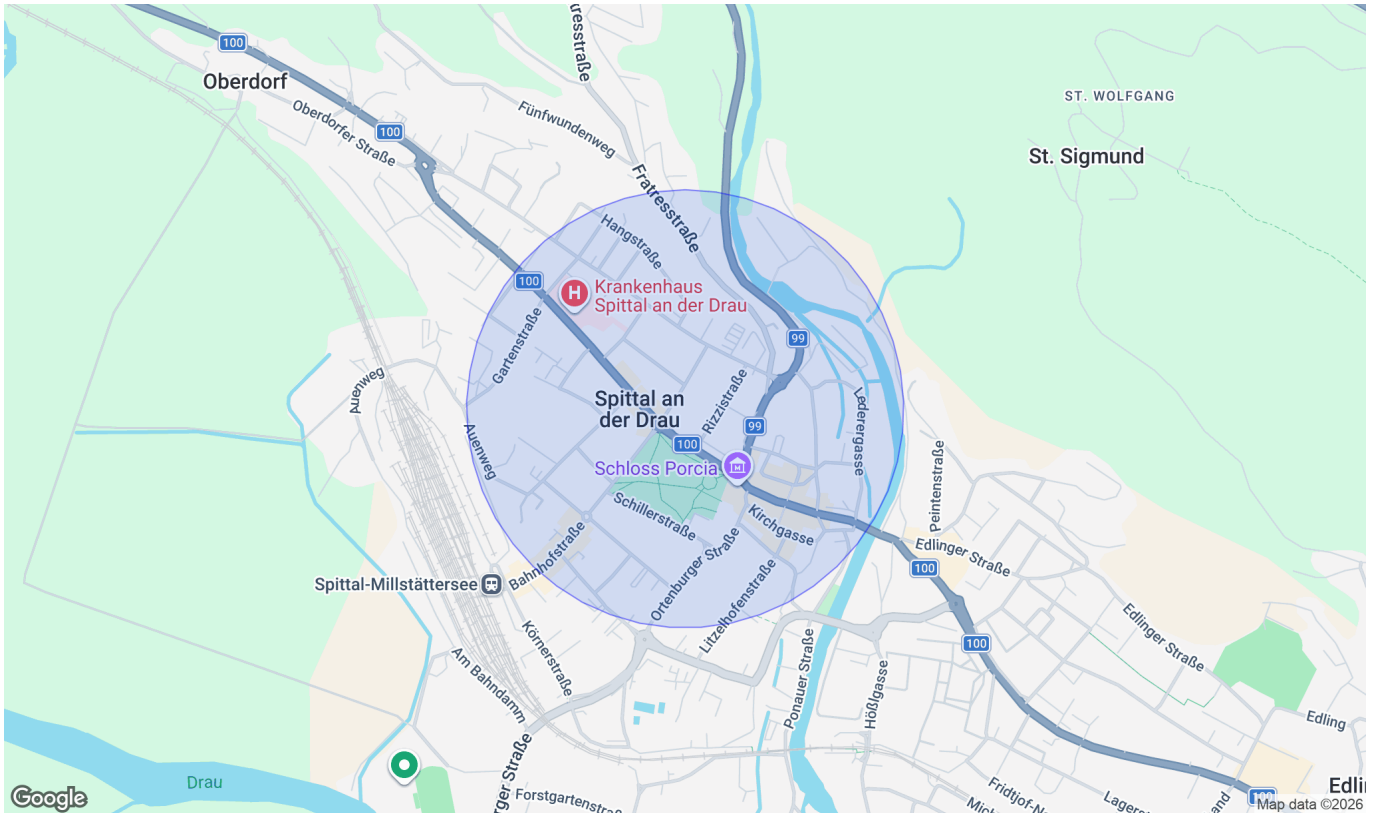 100
Oberdorf
ST. WOLFGANG
Fünfwundenweg
Oberdorfer Straße
100
St. Sigmund
Fratresstraße
Hangstraße
100
H
Krankenhaus
Spittal an der Drau
99
Gartenstraße
Auenweg
Rizzistraße
Spittal an
der Drau
Lederergasse
99
100
Auenweg
Schloss Porcia
M
Peintenstraße
Schillerstraße
Kirchgasse
Edlinger Straße
100
Bahnhofstraße
Ortenburger Straße
Litzelhofenstraße
Spittal-Millstättersee
Körnerstraße
Edlinger Straße
100
Am Bahndamm
Ponauer Straße
Hößlgasse
Edling
Drau
Forstgartenstraß
100
Google
Map data ©2026